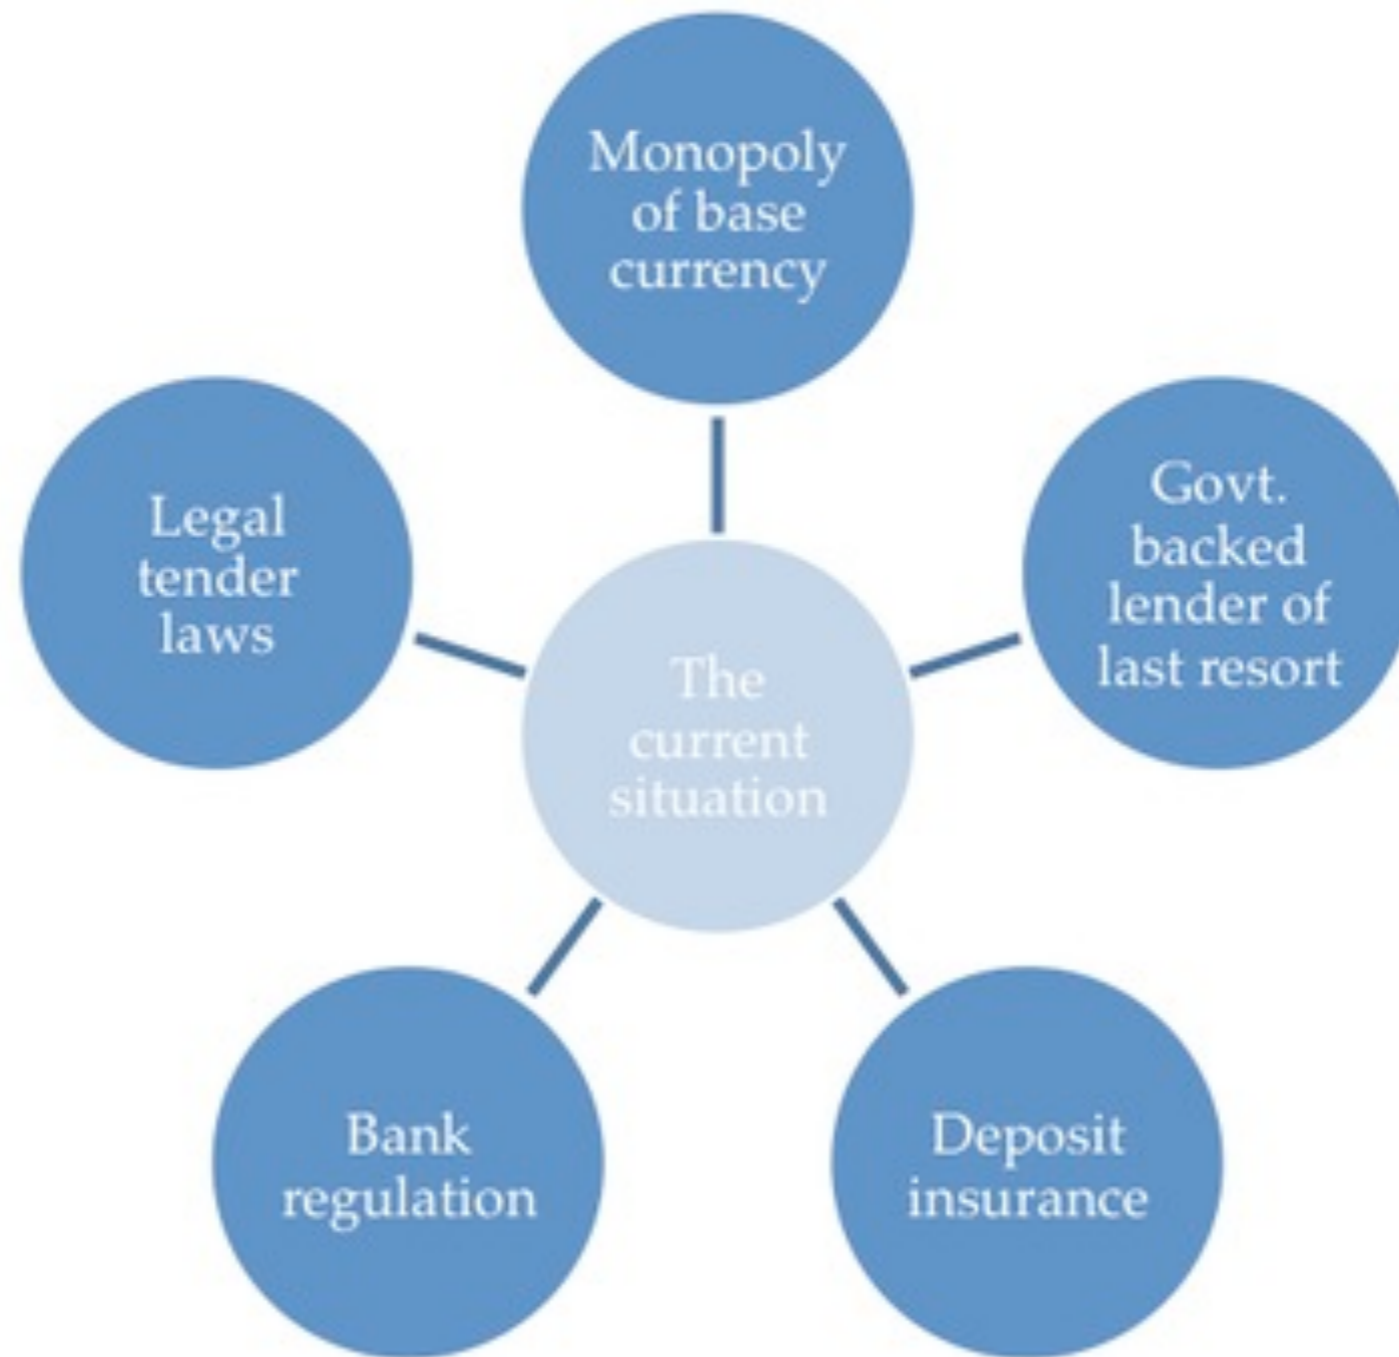 Monopoly
of base
currency
Govt.
backed
lender of
last resort
Legal
tender
laws
The
current
situation
Bank
regulation
Deposit
insurance